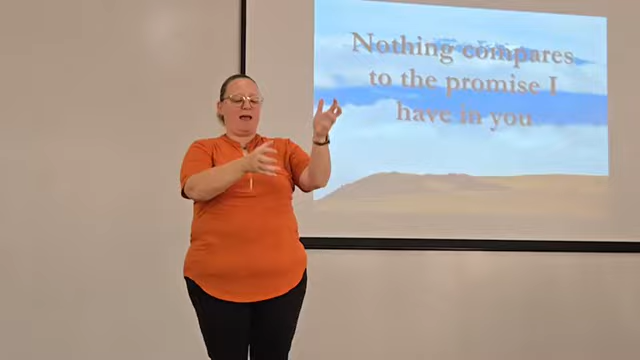 Nothing compares
to the promise I
have in you